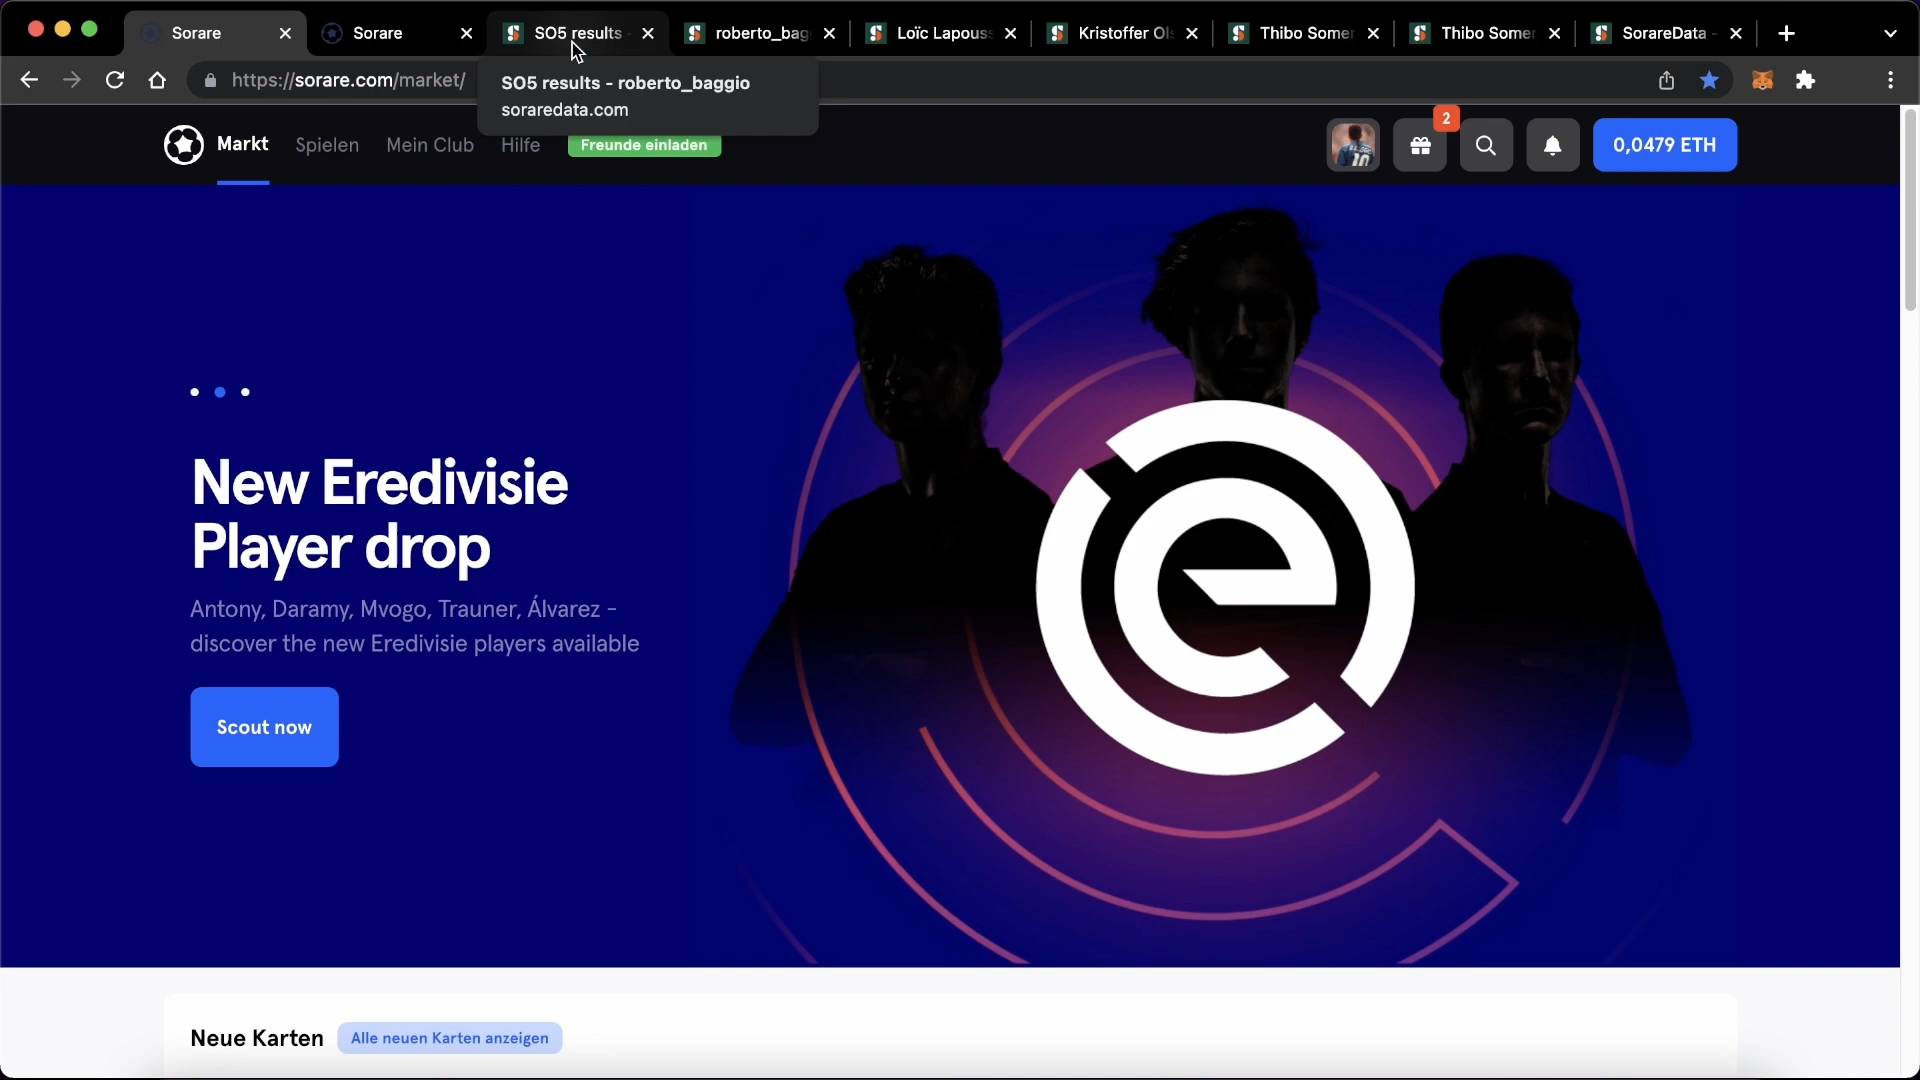 Sorare
Sorare
SO5 results -
roberto_bag
Loïc Lapouss
Kristoffer Ol
Thibo Somer
Thibo Somer
SorareData -
https://sorare.com/market/
SO5 results - roberto_baggio
soraredata.com
Markt
Spielen
Mein Club
Hilfe
Freunde einladen
2
0,0479 ETH
New Eredivisie
Player drop
Antony, Daramy, Mvogo, Trauner, Álvarez -
discover the new Eredivisie players available
Scout now
Neue Karten
Alle neuen Karten anzeigen